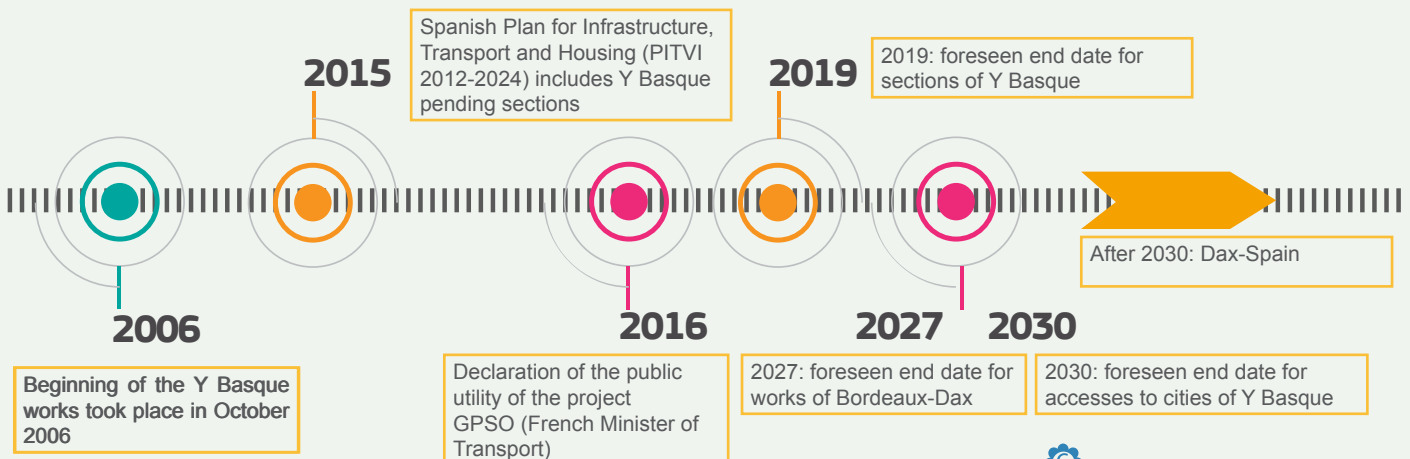 2015
Spanish Plan for Infrastructure,
Transport and Housing (PITVI
2012-2024) includes Y Basque
pending sections
2019
2019: foreseen end date for
sections of Y Basque
After 2030: Dax-Spain
2006
2016
2027
2030
Beginning of the Y Basque
works took place in October
2006
Declaration of the public
utility of the project
GPSO (French Minister of
Transport)
2027: foreseen end date for
works of Bordeaux-Dax
2030: foreseen end date for
accesses to cities of Y Basque